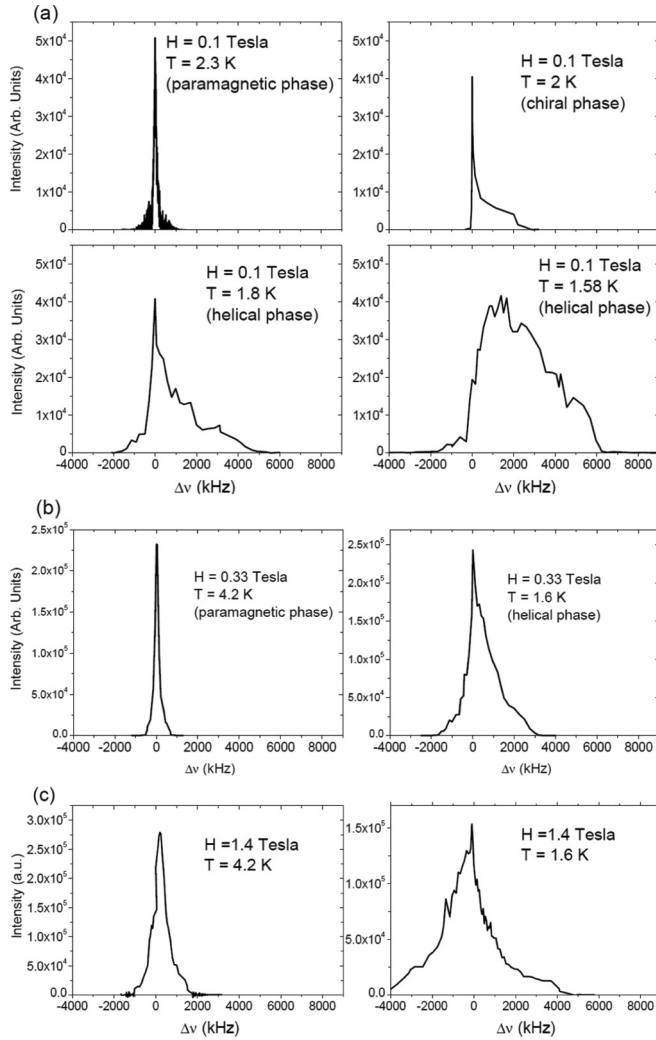 (a)
Intensity (Arb. Units)
5x10⁴
4x10⁴
3x10⁴
2x10⁴
1x10⁴
0
H = 0.1 Tesla
T = 2.3 K
(paramagnetic phase)
5x10⁴
4x10⁴
3x10⁴
2x10⁴
1x10⁴
0
H = 0.1 Tesla
T = 2 K
(chiral phase)
Intensity (Arb. Units)
5x10⁴
4x10⁴
3x10⁴
2x10⁴
1x10⁴
0
H = 0.1 Tesla
T = 1.8 K
(helical phase)
-4000 -2000 0 2000 4000 6000 8000
Δν (kHz)
5x10⁴
4x10⁴
3x10⁴
2x10⁴
1x10⁴
0
H = 0.1 Tesla
T = 1.58 K
(helical phase)
-4000 -2000 0 2000 4000 6000 8000
Δν (kHz)
(b)
Intensity (Arb. Units)
2.5x10⁵
2.0x10⁵
1.5x10⁵
1.0x10⁵
5.0x10⁴
0.0
H = 0.33 Tesla
T = 4.2 K
(paramagnetic phase)
-4000 -2000 0 2000 4000 6000 8000
Δν (kHz)
2.5x10⁵
2.0x10⁵
1.5x10⁵
1.0x10⁵
5.0x10⁴
0.0
H = 0.33 Tesla
T = 1.6 K
(helical phase)
-4000 -2000 0 2000 4000 6000 8000
Δν (kHz)
(c)
Intensity (a.u.)
3.0x10⁵
2.5x10⁵
2.0x10⁵
1.5x10⁵
1.0x10⁵
5.0x10⁴
0.0
H =1.4 Tesla
T = 4.2 K
-4000 -2000 0 2000 4000 6000 8000
Δν (kHz)
1.5x10⁵
1.0x10⁵
5.0x10⁴
0.0
H =1.4 Tesla
T = 1.6 K
-4000 -2000 0 2000 4000 6000 8000
Δν (kHz)